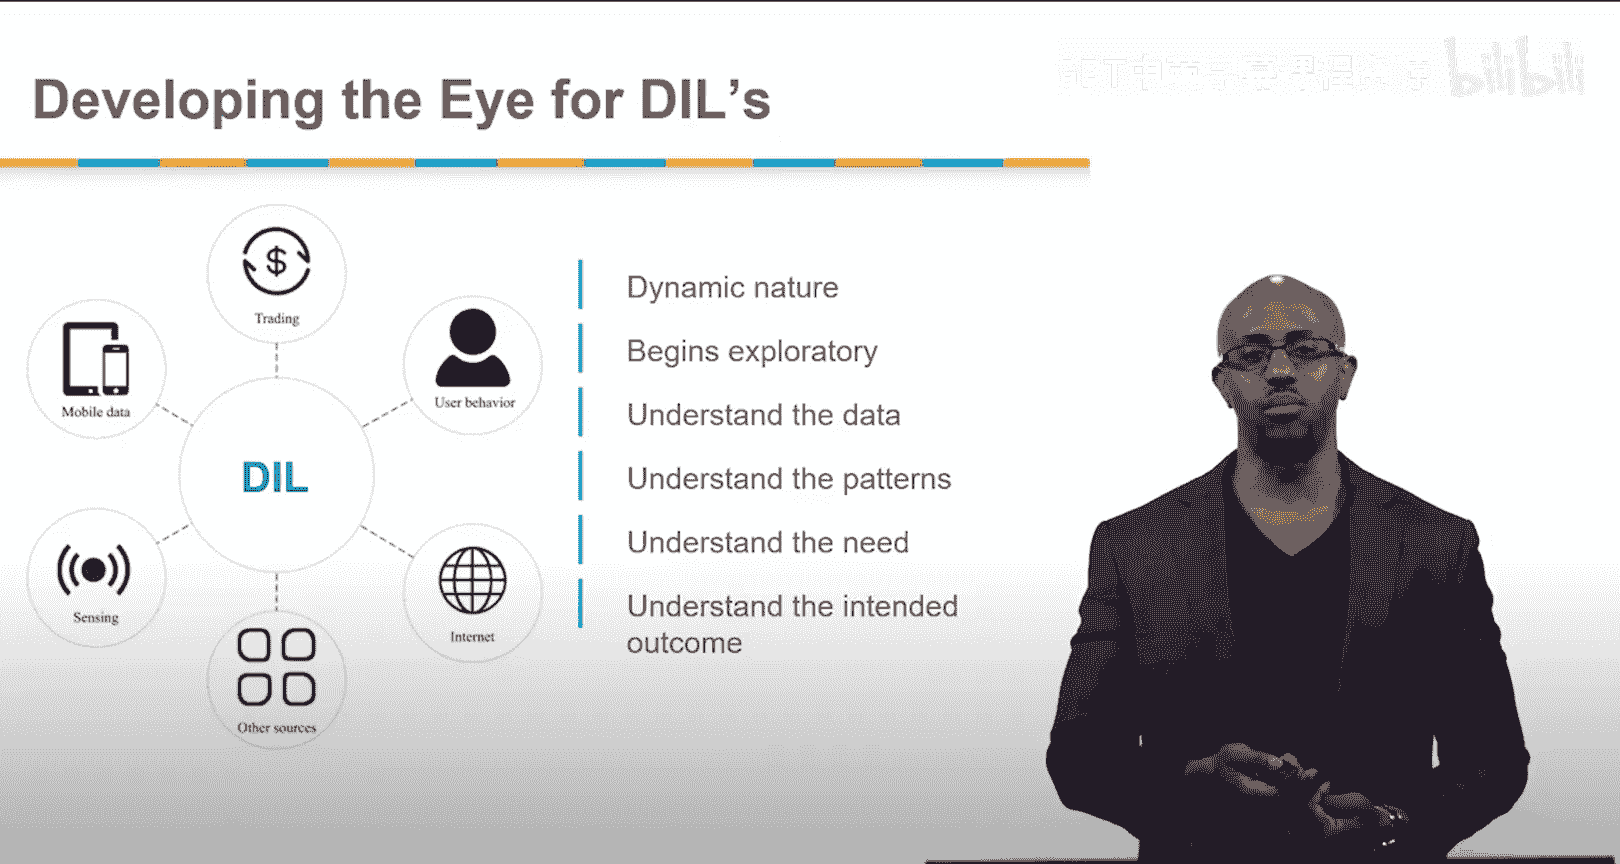 Developing the Eye for DIL's
bilibili
Trading
Mobile data
User behavior
DIL
Sensing
Internet
Other sources
Dynamic nature
Begins exploratory
Understand the data
Understand the patterns
Understand the need
Understand the intended
outcome